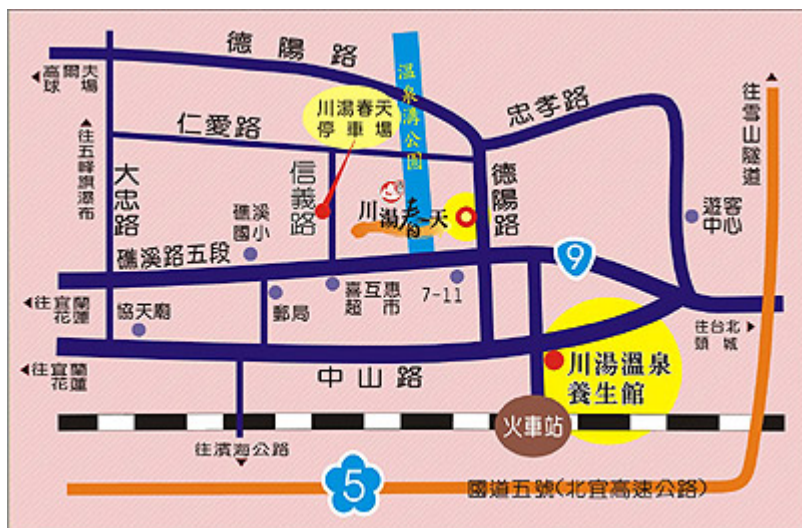 德陽路
高爾夫
球場
溫泉溝公園
川湯春天
停車場
仁愛路
忠孝路
往雪山隧道
往五峰旗瀑布
大忠路
信義路
德陽路
礁溪
國小
川湯春天
遊客
中心
礁溪路五段
9
往宜蘭
花蓮
協天廟
郵局
喜互惠
超市
7-11
往台北
頭城
往宜蘭
花蓮
中山路
川湯溫泉
養生館
火車站
往濱海公路
5
國道五號(北宜高速公路)